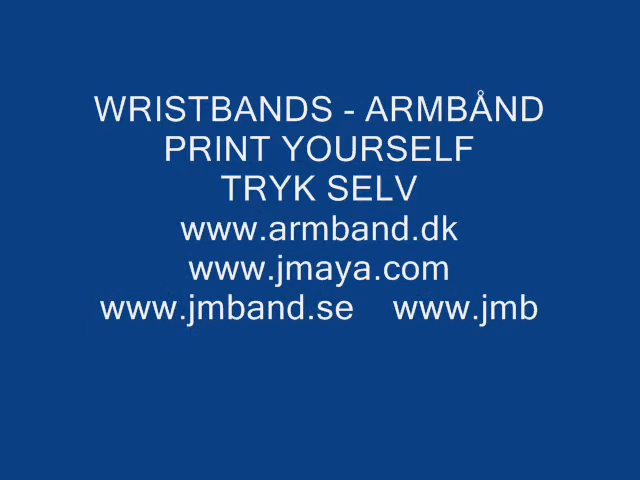 WRISTBANDS - ARMBÅND
PRINT YOURSELF
TRYK SELV
www.armband.dk
www.jmaya.com
www.jmband.se www.jmb